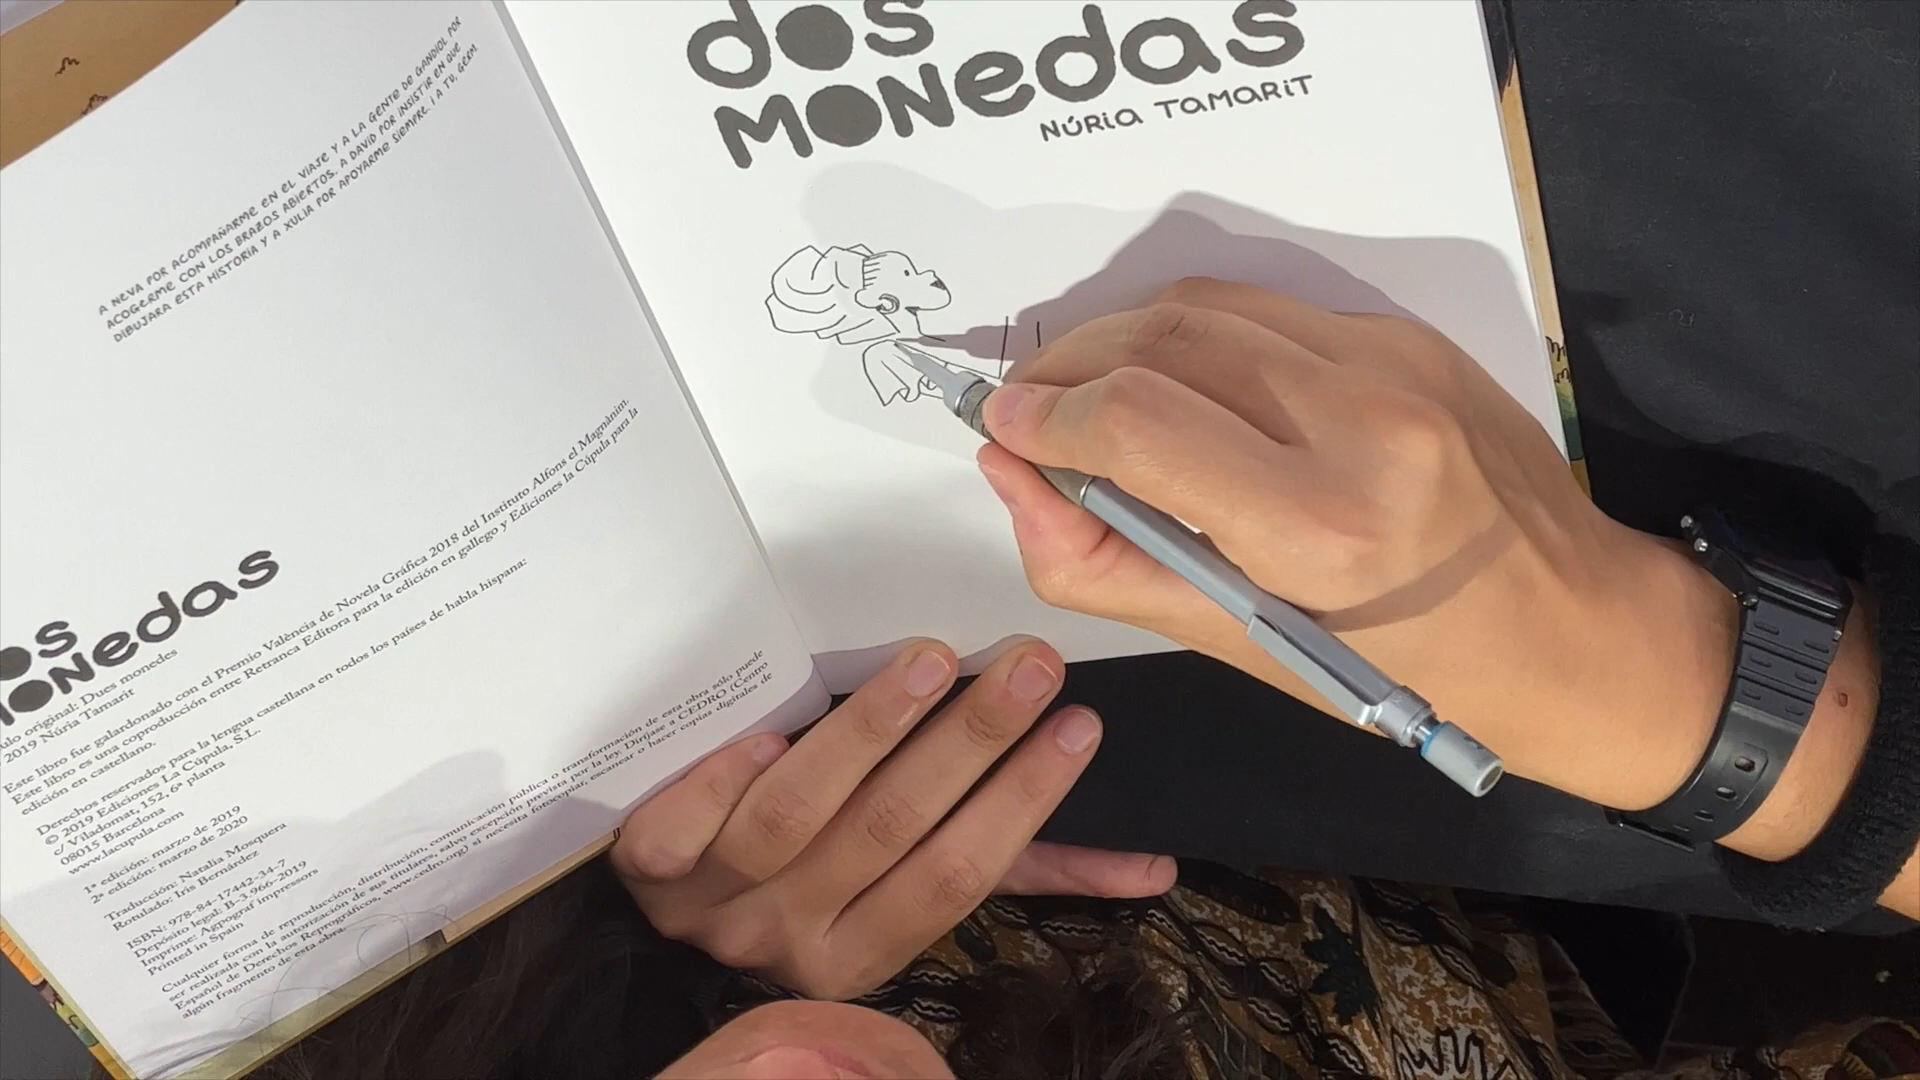 A NEVA POR ACOMPAÑARME EN EL VIAJE Y A LA GENTE DE GANDIOL POR
ACOGERME CON LOS BRAZOS ABIERTOS. A DAVID POR INSISTIR EN QUE
DIBUJARA ESTA HISTORIA Y A XULIA POR APOYARME SIEMPRE. I A TU, GERM
MONedas
Dues monedes
2019 Núria Tamarit
Este libro fue galardonado con el Premio València de Novela Gráfica 2018 del Instituto Alfons el Magnànim.
Este libro es una coproducción entre Retranca Editora para la edición en gallego y Ediciones la Cúpula para la
edición en castellano.
Derechos reservados para la lengua castellana en todos los países de habla hispana:
© 2019 Ediciones La Cúpula, S.L.
c/ Viladomat, 152, 6ª planta
08015 Barcelona
www.lacupula.com
1ª edición: marzo de 2019
2ª edición: marzo de 2020
Traducción: Natalia Mosquera
Rotulado: Iris Bernárdez
ISBN: 978-84-17442-34-7
Depósito legal: B-3.966-2019
Imprime: Agpograf impressors
Printed in Spain
Cualquier forma de reproducción, distribución, comunicación pública o transformación de esta obra sólo puede
ser realizada con la autorización de sus titulares, salvo excepción prevista por la ley. Diríjase a CEDRO (Centro
Español de Derechos Reprográficos, www.cedro.org) si necesita fotocopiar, escanear o hacer copias digitales de
algún fragmento de esta obra.
dos
MONedas
NÚRiA TAMARiT